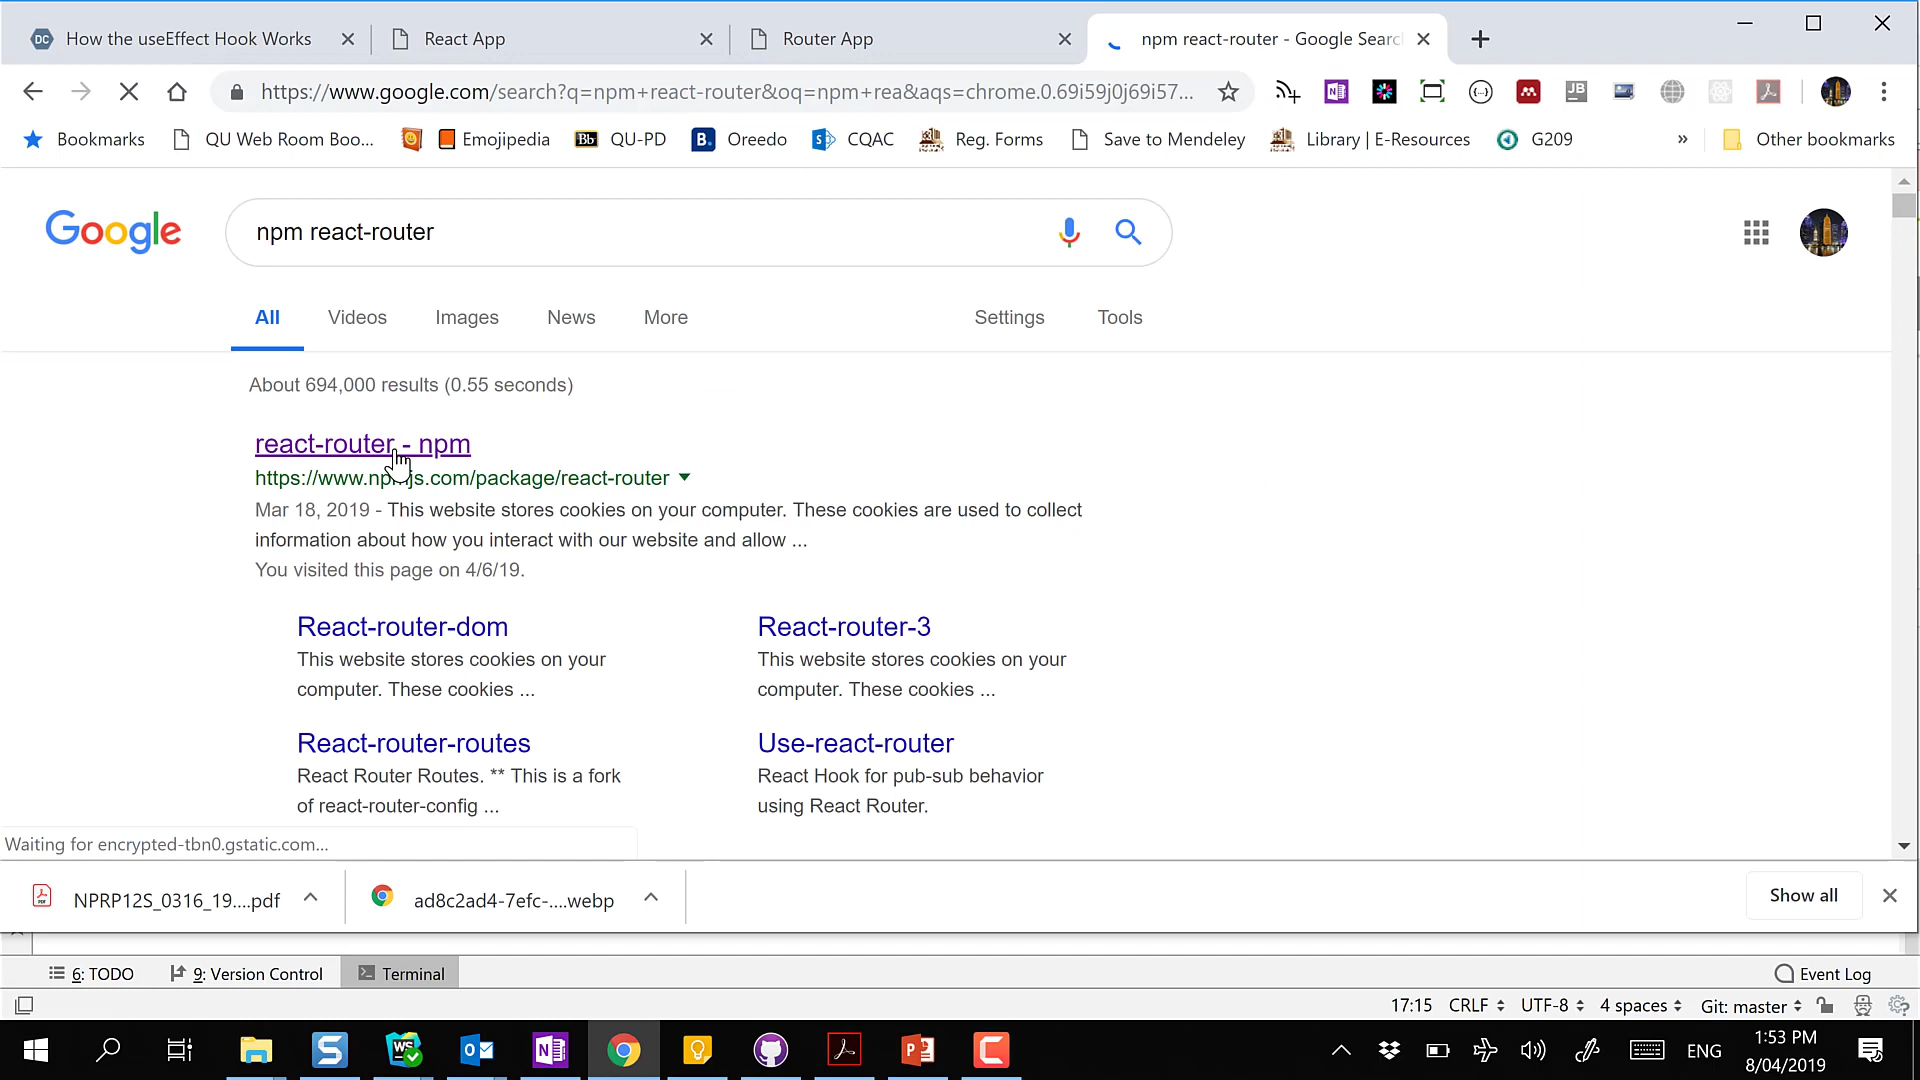 How the useEffect Hook Works
React App
Router App
npm react-router - Google Searc
https://www.google.com/search?q=npm+react-router&oq=npm+rea&aqs=chrome.0.69i59j0j69i57...
Bookmarks
QU Web Room Boo...
Emojipedia
Bb QU-PD
B. Oreedo
CQAC
Reg. Forms
Save to Mendeley
Library | E-Resources
G209
»
Other bookmarks
Google
npm react-router
All
Videos
Images
News
More
Settings
Tools
About 694,000 results (0.55 seconds)
react-router - npm
https://www.npmjs.com/package/react-router
Mar 18, 2019 - This website stores cookies on your computer. These cookies are used to collect
information about how you interact with our website and allow ...
You visited this page on 4/6/19.
React-router-dom
This website stores cookies on your
computer. These cookies ...
React-router-3
This website stores cookies on your
computer. These cookies ...
React-router-routes
React Router Routes. ** This is a fork
of react-router-config ...
Use-react-router
React Hook for pub-sub behavior
using React Router.
Waiting for encrypted-tbn0.gstatic.com...
NPRP12S_0316_19....pdf
ad8c2ad4-7efc-....webp
Show all
6: TODO
9: Version Control
Terminal
Event Log
17:15
CRLF
UTF-8
4 spaces
Git: master
ENG
1:53 PM
8/04/2019